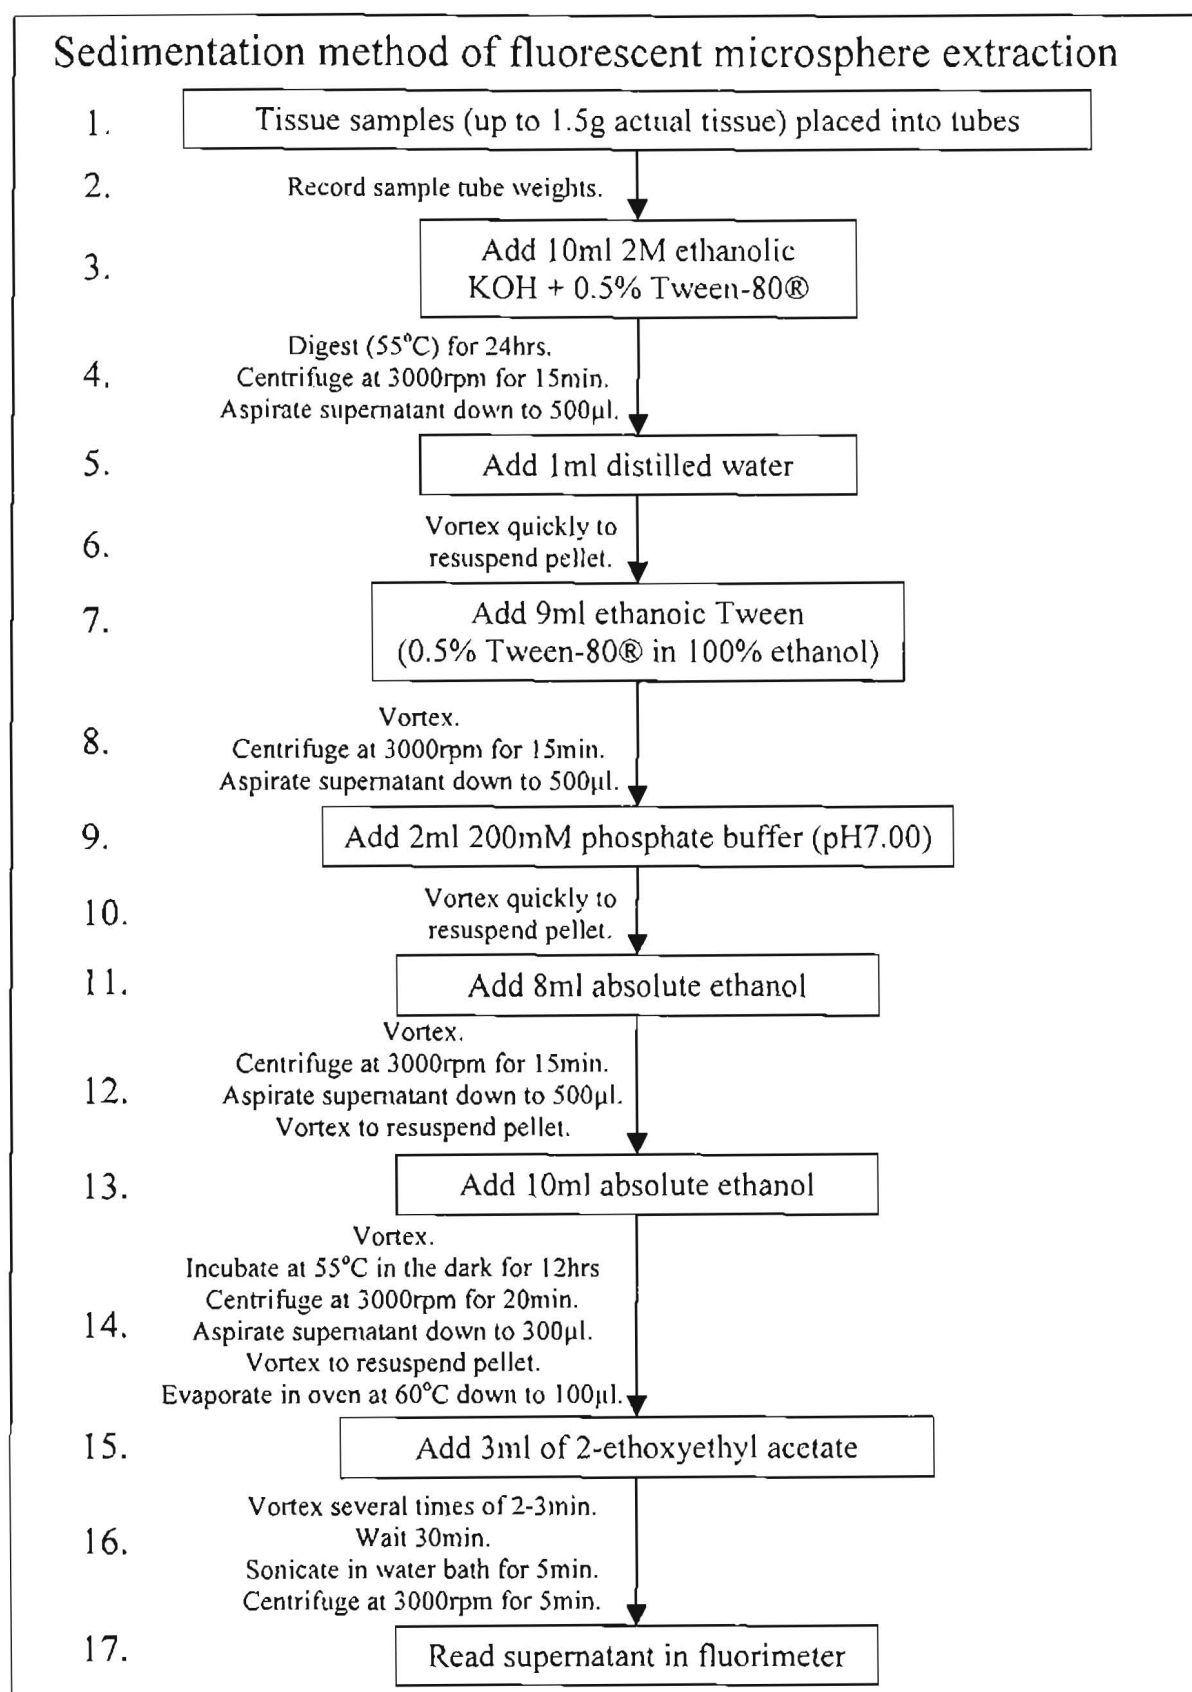 Sedimentation method of fluorescent microsphere extraction
1. Tissue samples (up to 1.5g actual tissue) placed into tubes
2. Record sample tube weights.
3. Add 10ml 2M ethanolic
KOH + 0.5% Tween-80®
4. Digest (55°C) for 24hrs.
Centrifuge at 3000rpm for 15min.
Aspirate supernatant down to 500µl.
5. Add 1ml distilled water
6. Vortex quickly to
resuspend pellet.
7. Add 9ml ethanoic Tween
(0.5% Tween-80® in 100% ethanol)
8. Vortex.
Centrifuge at 3000rpm for 15min.
Aspirate supernatant down to 500µl.
9. Add 2ml 200mM phosphate buffer (pH7.00)
10. Vortex quickly to
resuspend pellet.
11. Add 8ml absolute ethanol
12. Vortex.
Centrifuge at 3000rpm for 15min.
Aspirate supernatant down to 500µl.
Vortex to resuspend pellet.
13. Add 10ml absolute ethanol
14. Vortex.
Incubate at 55°C in the dark for 12hrs
Centrifuge at 3000rpm for 20min.
Aspirate supernatant down to 300µl.
Vortex to resuspend pellet.
Evaporate in oven at 60°C down to 100µl.
15. Add 3ml of 2-ethoxyethyl acetate
16. Vortex several times of 2-3min.
Wait 30min.
Sonicate in water bath for 5min.
Centrifuge at 3000rpm for 5min.
17. Read supernatant in fluorimeter